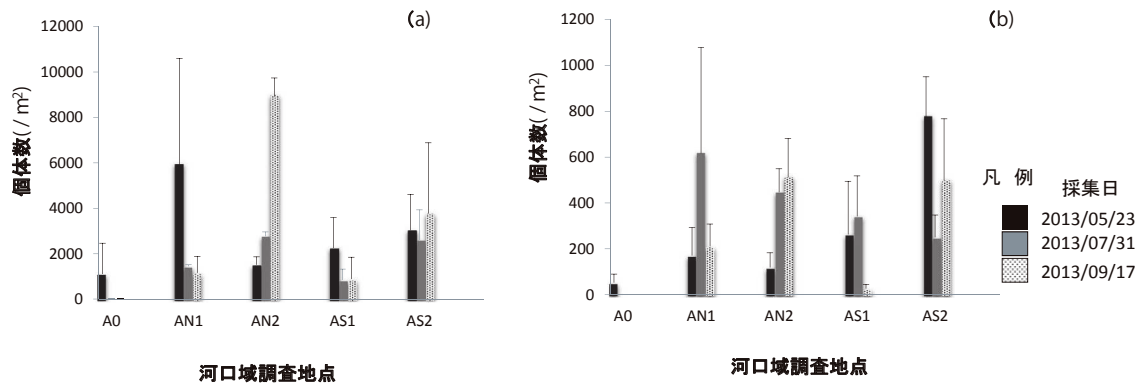 (a)
12000
10000
8000
6000
4000
2000
0
個体数( / m²)
A0 AN1 AN2 AS1 AS2
河口域調査地点
(b)
1200
1000
800
600
400
200
0
個体数( / m²)
A0 AN1 AN2 AS1 AS2
河口域調査地点
凡 例 採集日
2013/05/23
2013/07/31
2013/09/17